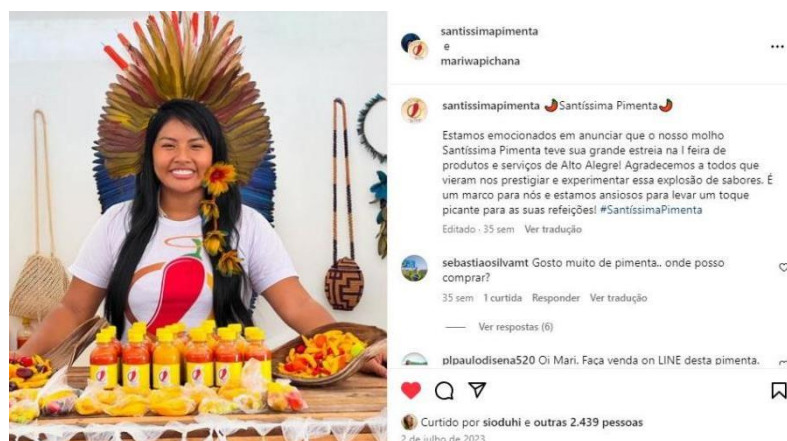 santissimapimenta
e
mariwapichana
santissimapimenta 🌶Santíssima Pimenta🌶
Estamos emocionados em anunciar que o nosso molho
Santíssima Pimenta teve sua grande estreia na I feira de
produtos e serviços de Alto Alegre! Agradecemos a todos que
vieram nos prestigiar e experimentar essa explosão de sabores. É
um marco para nós e estamos ansiosos para levar um toque
picante para as suas refeições! #SantíssimaPimenta
Editado · 35 sem Ver tradução
sebastiaosilvamt Gosto muito de pimenta.. onde posso
comprar?
35 sem 1 curtida Responder Ver tradução
Ver respostas (6)
plpaulodisena520 Oi Mari. Faça venda on LINE desta pimenta.
Curtido por sioduhi e outras 2.439 pessoas
2 de julho de 2023